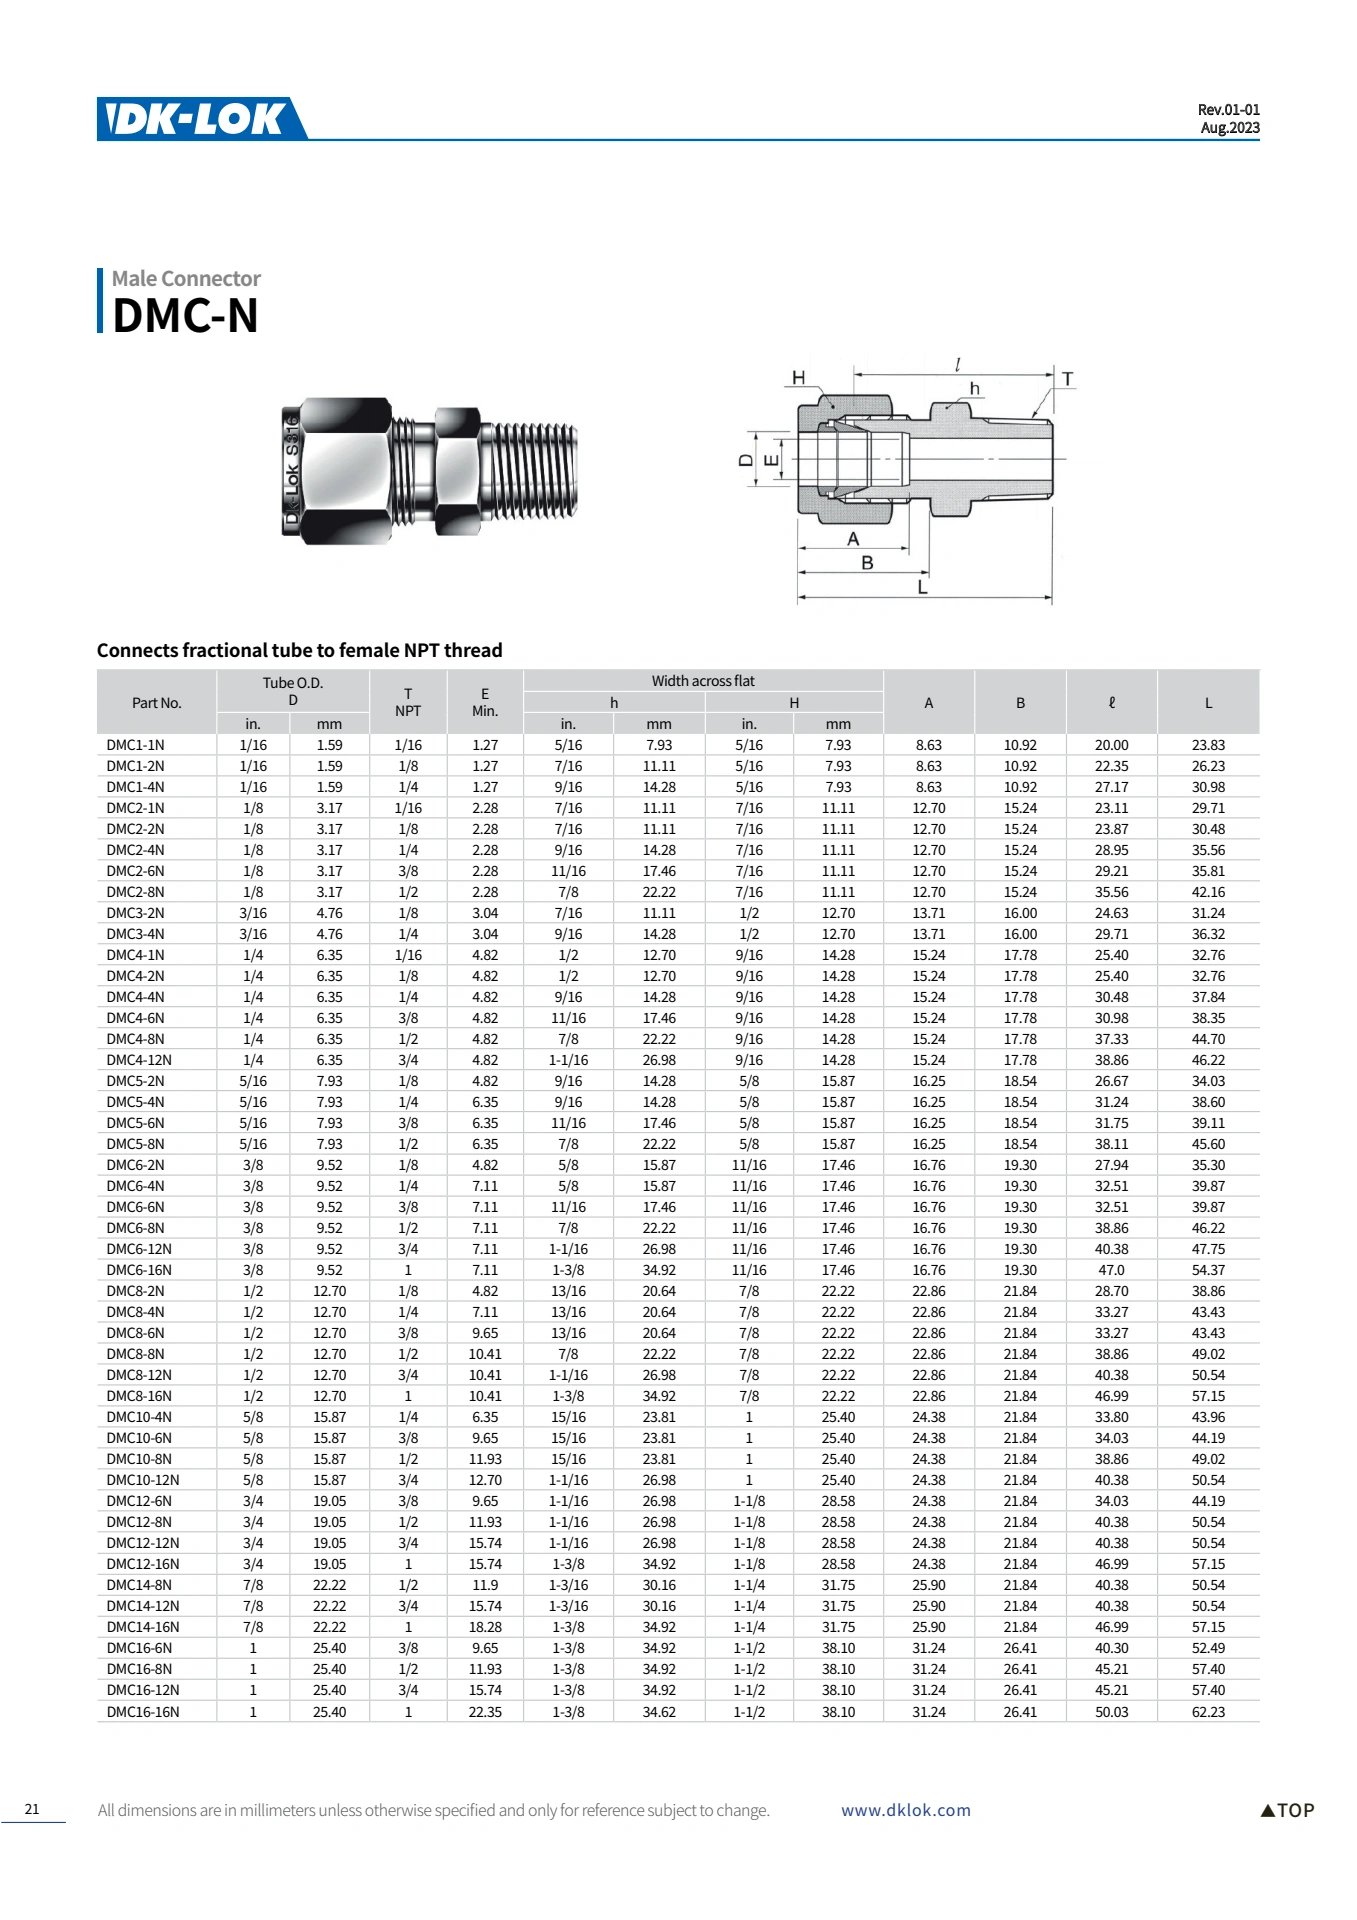 DK-LOK
Rev.01-01
Aug.2023
Male Connector
DMC-N
DK-Lok S316
H l h T
D E
A
B
L
Connects fractional tube to female NPT thread
Part No. Tube O.D. D T NPT E Min. Width across flat A B ℓ L
h H
in. mm in. mm in. mm
DMC1-1N 1/16 1.59 1/16 1.27 5/16 7.93 5/16 7.93 8.63 10.92 20.00 23.83
DMC1-2N 1/16 1.59 1/8 1.27 7/16 11.11 5/16 7.93 8.63 10.92 22.35 26.23
DMC1-4N 1/16 1.59 1/4 1.27 9/16 14.28 5/16 7.93 8.63 10.92 27.17 30.98
DMC2-1N 1/8 3.17 1/16 2.28 7/16 11.11 7/16 11.11 12.70 15.24 23.11 29.71
DMC2-2N 1/8 3.17 1/8 2.28 7/16 11.11 7/16 11.11 12.70 15.24 23.87 30.48
DMC2-4N 1/8 3.17 1/4 2.28 9/16 14.28 7/16 11.11 12.70 15.24 28.95 35.56
DMC2-6N 1/8 3.17 3/8 2.28 11/16 17.46 7/16 11.11 12.70 15.24 29.21 35.81
DMC2-8N 1/8 3.17 1/2 2.28 7/8 22.22 7/16 11.11 12.70 15.24 35.56 42.16
DMC3-2N 3/16 4.76 1/8 3.04 7/16 11.11 1/2 12.70 13.71 16.00 24.63 31.24
DMC3-4N 3/16 4.76 1/4 3.04 9/16 14.28 1/2 12.70 13.71 16.00 29.71 36.32
DMC4-1N 1/4 6.35 1/16 4.82 1/2 12.70 9/16 14.28 15.24 17.78 25.40 32.76
DMC4-2N 1/4 6.35 1/8 4.82 1/2 12.70 9/16 14.28 15.24 17.78 25.40 32.76
DMC4-4N 1/4 6.35 1/4 4.82 9/16 14.28 9/16 14.28 15.24 17.78 30.48 37.84
DMC4-6N 1/4 6.35 3/8 4.82 11/16 17.46 9/16 14.28 15.24 17.78 30.98 38.35
DMC4-8N 1/4 6.35 1/2 4.82 7/8 22.22 9/16 14.28 15.24 17.78 37.33 44.70
DMC4-12N 1/4 6.35 3/4 4.82 1-1/16 26.98 9/16 14.28 15.24 17.78 38.86 46.22
DMC5-2N 5/16 7.93 1/8 4.82 9/16 14.28 5/8 15.87 16.25 18.54 26.67 34.03
DMC5-4N 5/16 7.93 1/4 6.35 9/16 14.28 5/8 15.87 16.25 18.54 31.24 38.60
DMC5-6N 5/16 7.93 3/8 6.35 11/16 17.46 5/8 15.87 16.25 18.54 31.75 39.11
DMC5-8N 5/16 7.93 1/2 6.35 7/8 22.22 5/8 15.87 16.25 18.54 38.11 45.60
DMC6-2N 3/8 9.52 1/8 4.82 5/8 15.87 11/16 17.46 16.76 19.30 27.94 35.30
DMC6-4N 3/8 9.52 1/4 7.11 5/8 15.87 11/16 17.46 16.76 19.30 32.51 39.87
DMC6-6N 3/8 9.52 3/8 7.11 11/16 17.46 11/16 17.46 16.76 19.30 32.51 39.87
DMC6-8N 3/8 9.52 1/2 7.11 7/8 22.22 11/16 17.46 16.76 19.30 38.86 46.22
DMC6-12N 3/8 9.52 3/4 7.11 1-1/16 26.98 11/16 17.46 16.76 19.30 40.38 47.75
DMC6-16N 3/8 9.52 1 7.11 1-3/8 34.92 11/16 17.46 16.76 19.30 47.0 54.37
DMC8-2N 1/2 12.70 1/8 4.82 13/16 20.64 7/8 22.22 22.86 21.84 28.70 38.86
DMC8-4N 1/2 12.70 1/4 7.11 13/16 20.64 7/8 22.22 22.86 21.84 33.27 43.43
DMC8-6N 1/2 12.70 3/8 9.65 13/16 20.64 7/8 22.22 22.86 21.84 33.27 43.43
DMC8-8N 1/2 12.70 1/2 10.41 7/8 22.22 7/8 22.22 22.86 21.84 38.86 49.02
DMC8-12N 1/2 12.70 3/4 10.41 1-1/16 26.98 7/8 22.22 22.86 21.84 40.38 50.54
DMC8-16N 1/2 12.70 1 10.41 1-3/8 34.92 7/8 22.22 22.86 21.84 46.99 57.15
DMC10-4N 5/8 15.87 1/4 6.35 15/16 23.81 1 25.40 24.38 21.84 33.80 43.96
DMC10-6N 5/8 15.87 3/8 9.65 15/16 23.81 1 25.40 24.38 21.84 34.03 44.19
DMC10-8N 5/8 15.87 1/2 11.93 15/16 23.81 1 25.40 24.38 21.84 38.86 49.02
DMC10-12N 5/8 15.87 3/4 12.70 1-1/16 26.98 1 25.40 24.38 21.84 40.38 50.54
DMC12-6N 3/4 19.05 3/8 9.65 1-1/16 26.98 1-1/8 28.58 24.38 21.84 34.03 44.19
DMC12-8N 3/4 19.05 1/2 11.93 1-1/16 26.98 1-1/8 28.58 24.38 21.84 40.38 50.54
DMC12-12N 3/4 19.05 3/4 15.74 1-1/16 26.98 1-1/8 28.58 24.38 21.84 40.38 50.54
DMC12-16N 3/4 19.05 1 15.74 1-3/8 34.92 1-1/8 28.58 24.38 21.84 46.99 57.15
DMC14-8N 7/8 22.22 1/2 11.9 1-3/16 30.16 1-1/4 31.75 25.90 21.84 40.38 50.54
DMC14-12N 7/8 22.22 3/4 15.74 1-3/16 30.16 1-1/4 31.75 25.90 21.84 40.38 50.54
DMC14-16N 7/8 22.22 1 18.28 1-3/8 34.92 1-1/4 31.75 25.90 21.84 46.99 57.15
DMC16-6N 1 25.40 3/8 9.65 1-3/8 34.92 1-1/2 38.10 31.24 26.41 40.30 52.49
DMC16-8N 1 25.40 1/2 11.93 1-3/8 34.92 1-1/2 38.10 31.24 26.41 45.21 57.40
DMC16-12N 1 25.40 3/4 15.74 1-3/8 34.92 1-1/2 38.10 31.24 26.41 45.21 57.40
DMC16-16N 1 25.40 1 22.35 1-3/8 34.62 1-1/2 38.10 31.24 26.41 50.03 62.23
21 All dimensions are in millimeters unless otherwise specified and only for reference subject to change. www.dklok.com ▲TOP